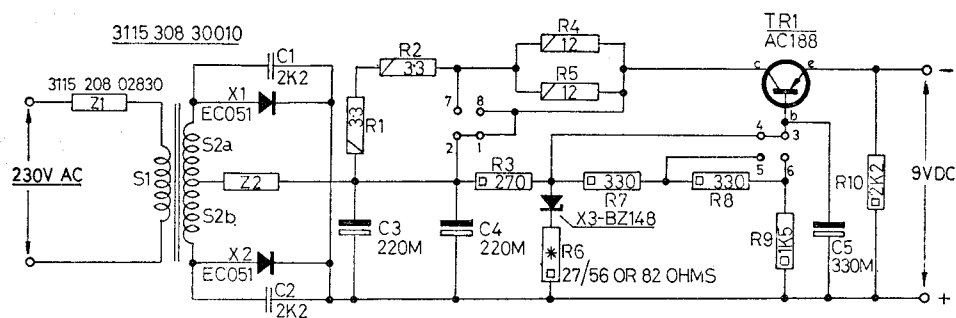 3115 308 30010
TR1
AC188
C1
2K2
R2
33
R4
12
R5
12
c
e
b
-
3115 208 02830
Z1
X1
EC051
R1
33
7
8
2
1
4
3
5
6
230V AC
S1
S2a
S2b
Z2
R3
270
330
R7
330
R8
R10
2K2
9VDC
X3-BZ148
C3
220M
C4
220M
R6
*
27/56 OR 82 OHMS
R9
1K5
C5
330M
X2
EC051
C2
2K2
+